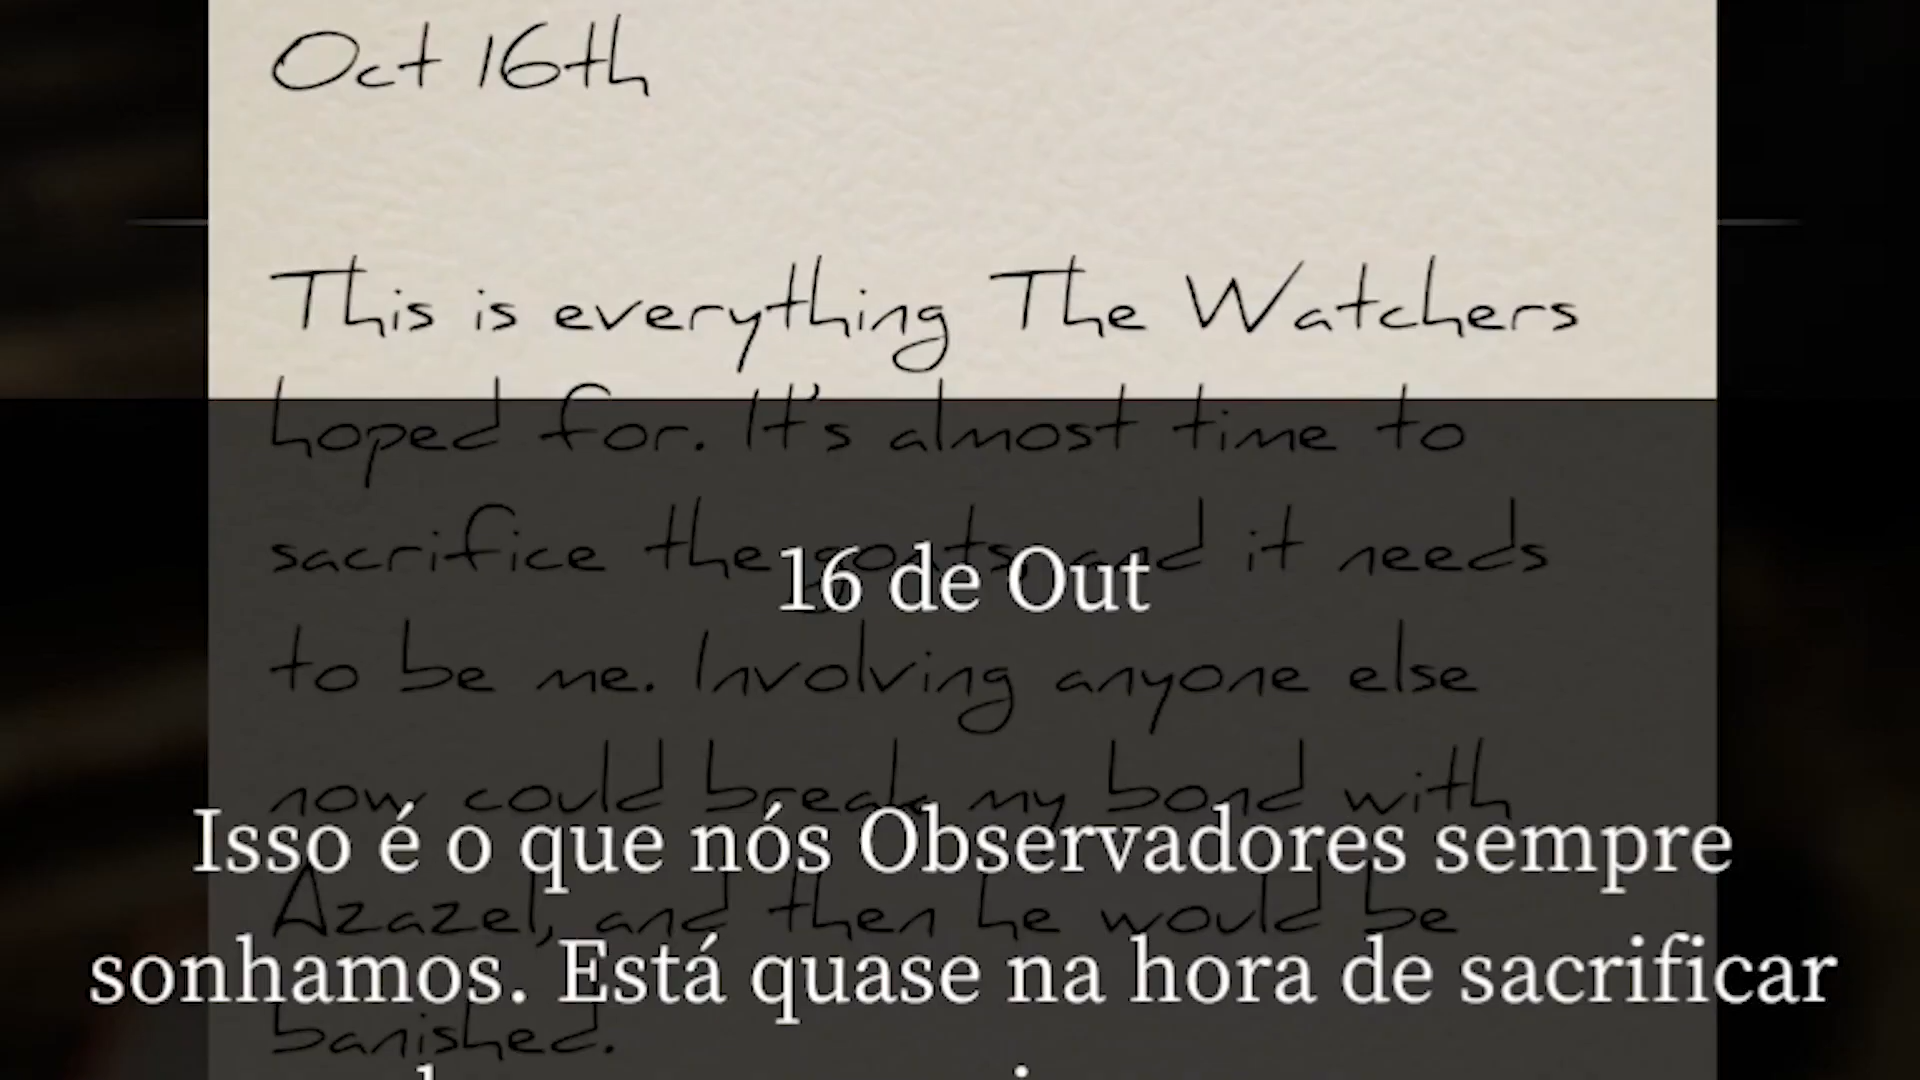 Oct 16th
This is everything The Watchers
hoped for. It's almost time to
sacrifice the goats and it needs
to be me. Involving anyone else
now could break my bond with
Azazel, and then he would be
banished.
16 de Out
Isso é o que nós Observadores sempre
sonhamos. Está quase na hora de sacrificar